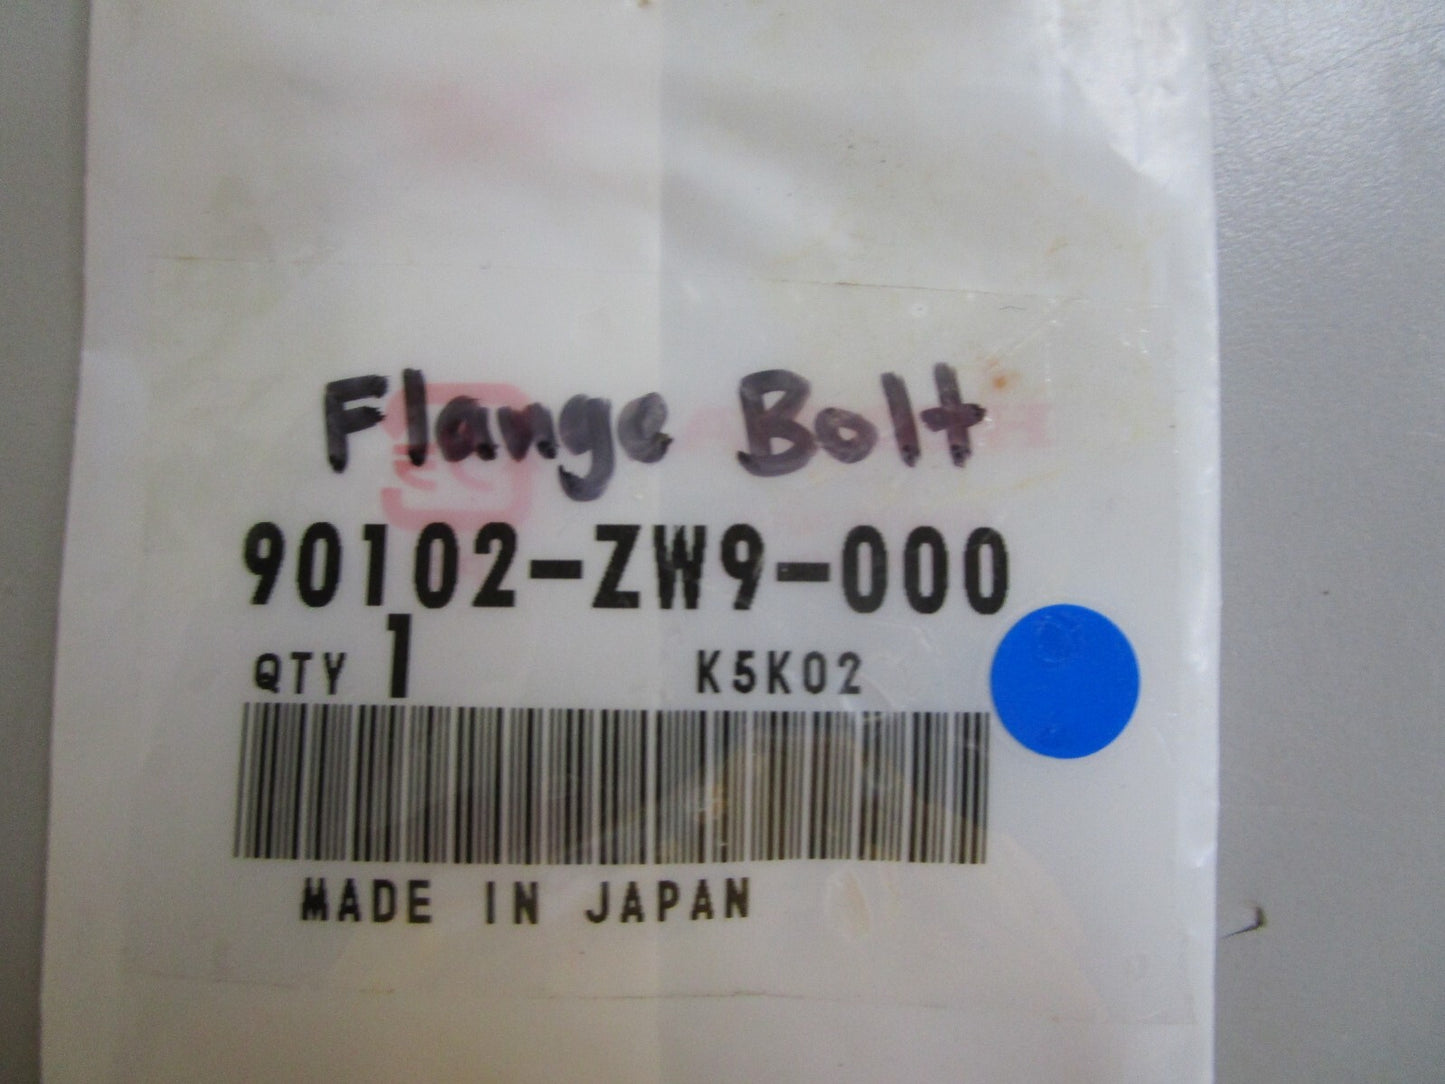 Flange Bolt
90102-ZW9-000
QTY 1 K5K02
MADE IN JAPAN